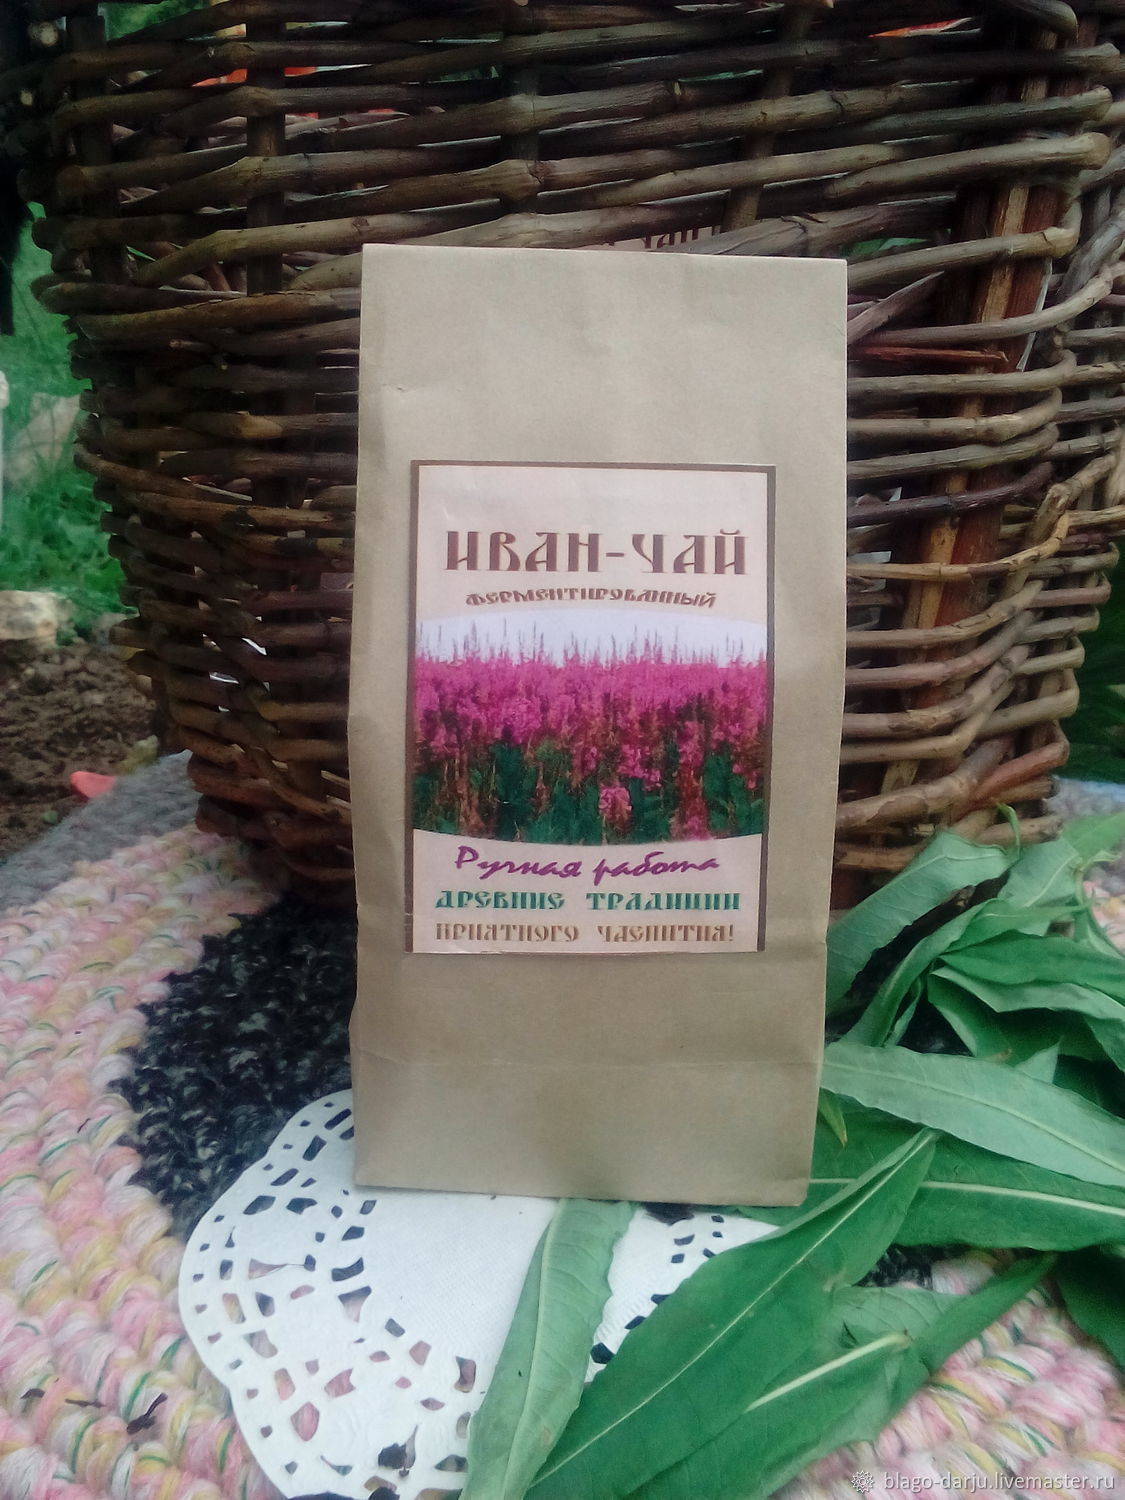 ИВАН-ЧАЙ
ФЕРМЕНТИРОВАННЫЙ
Ручная работа
ДРЕВНИЕ ТРАДИЦИИ
ПРИЯТНОГО ЧАЕПИТИЯ!
blago-darju.livemaster.ru